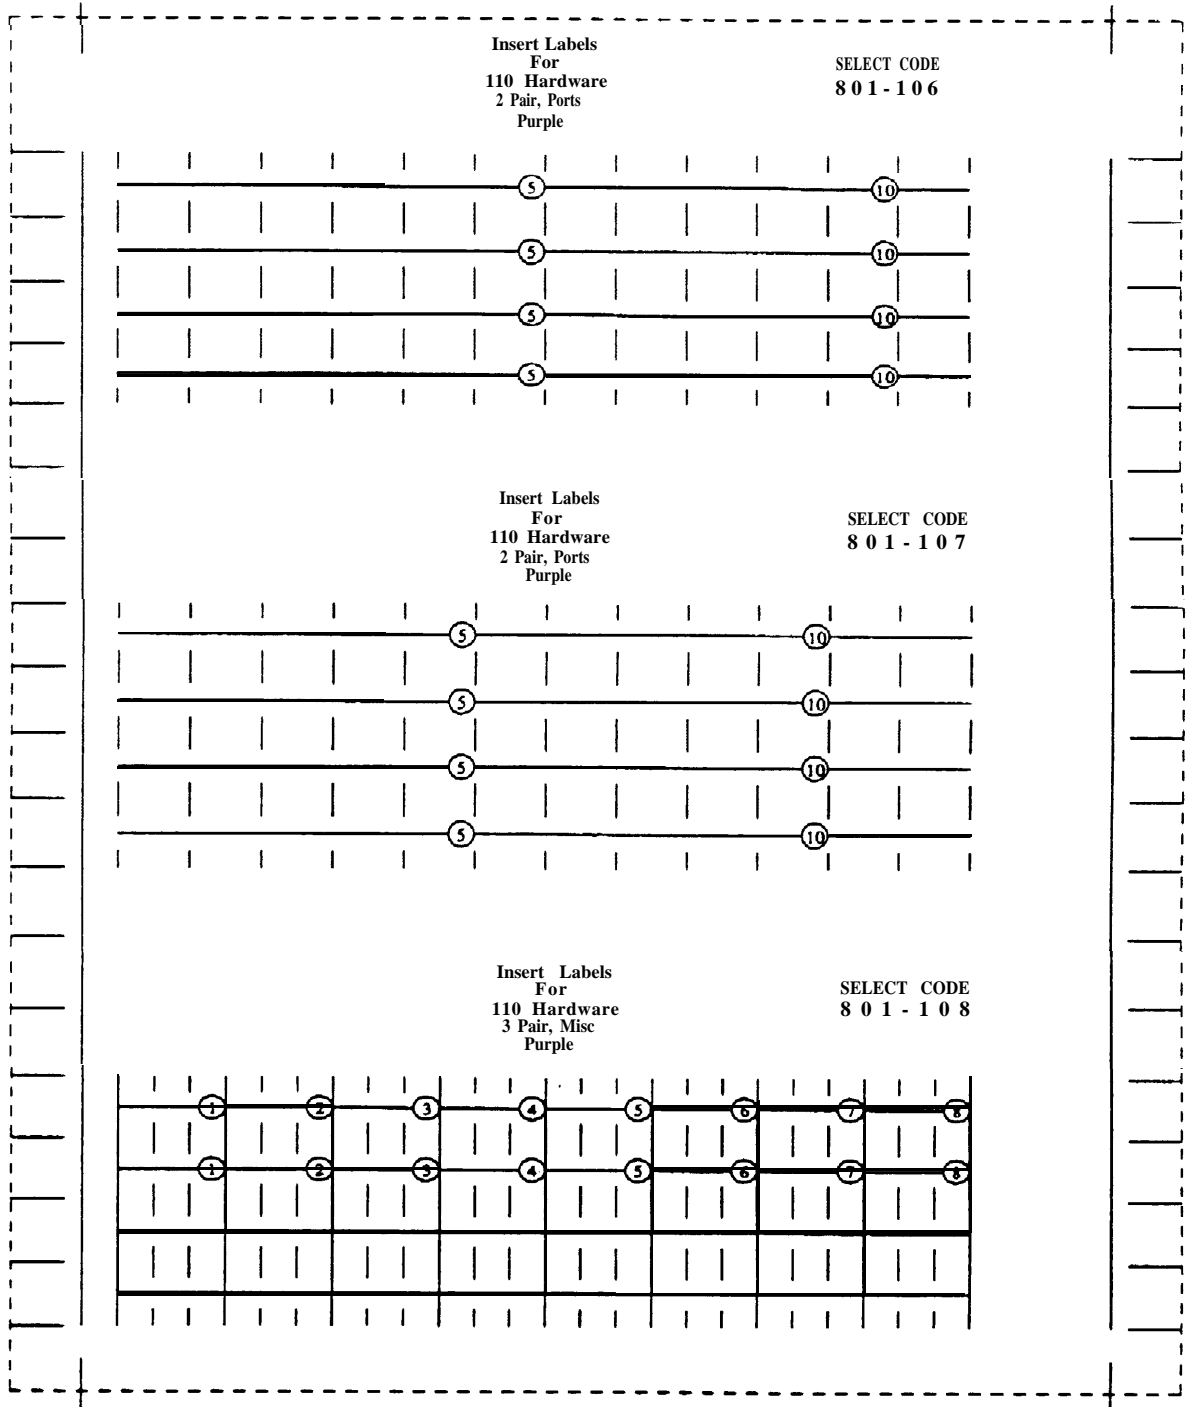 Insert Labels
For
110 Hardware
2 Pair, Ports
Purple
SELECT CODE
801-106
5 10
5 10
5 10
5 10
Insert Labels
For
110 Hardware
2 Pair, Ports
Purple
SELECT CODE
801-107
5 10
5 10
5 10
5 10
Insert Labels
For
110 Hardware
3 Pair, Misc
Purple
SELECT CODE
801-108
1 2 3 4 5 6 7 8
1 2 3 4 5 6 7 8